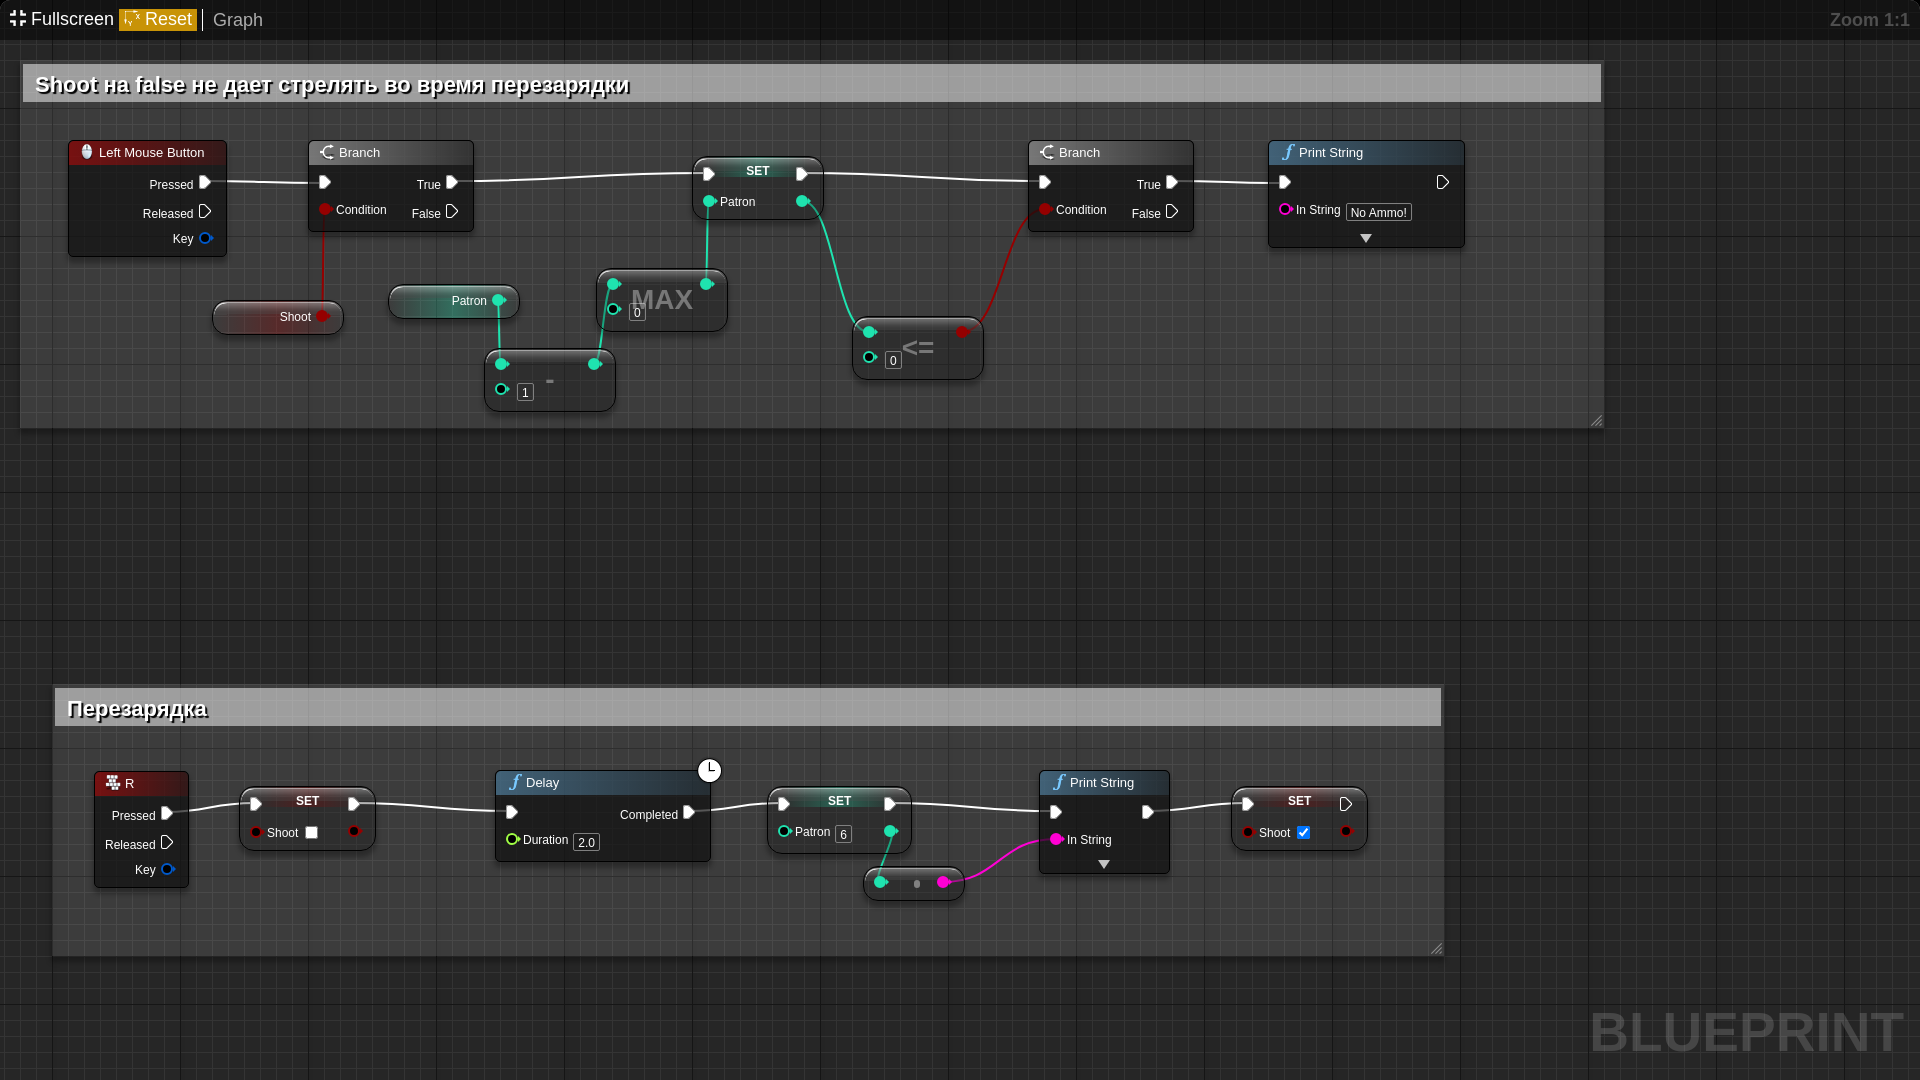 Fullscreen Reset Graph Zoom 1:1
Shoot на false не дает стрелять во время перезарядки
Left Mouse Button
Pressed
Released
Key
Branch
True
Condition
False
SET
Patron
Branch
True
Condition
False
Print String
In String No Ammo!
Shoot
Patron
MAX
0
-
1
<=
0
Перезарядка
R
Pressed
Released
Key
SET
Shoot
Delay
Completed
Duration 2.0
SET
Patron 6
Print String
In String
SET
Shoot
BLUEPRINT